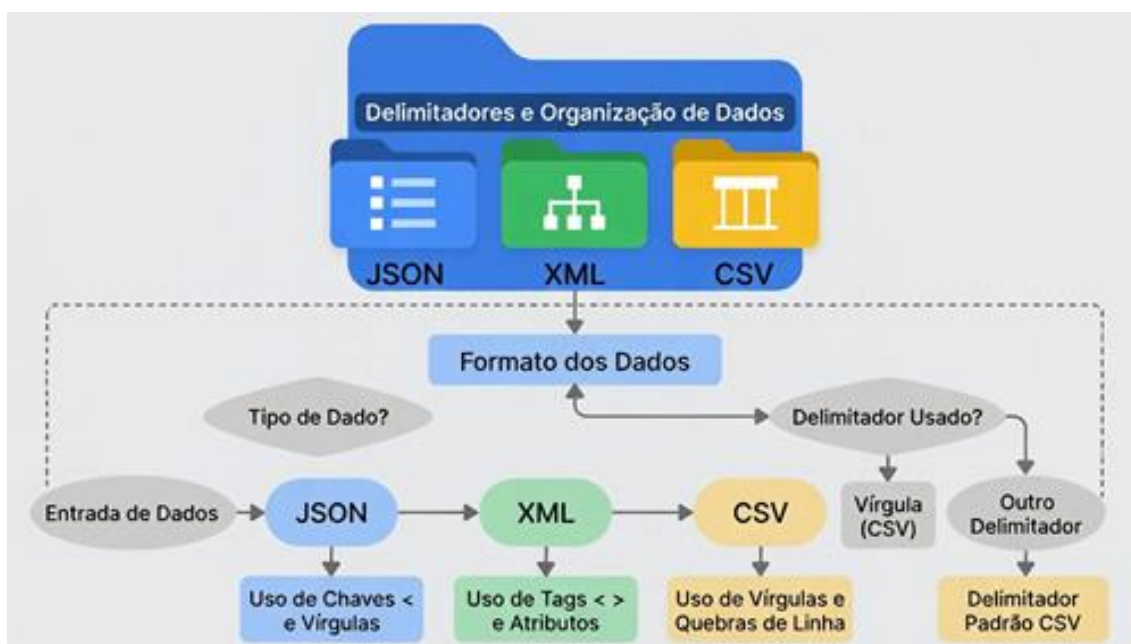 Delimitadores e Organização de Dados
JSON
XML
CSV
Formato dos Dados
Tipo de Dado?
Delimitador Usado?
Entrada de Dados
JSON
XML
CSV
Vírgula
(CSV)
Outro
Delimitador
Uso de Chaves <
e Vírgulas
Uso de Tags < >
e Atributos
Uso de Vírgulas e
Quebras de Linha
Delimitador
Padrão CSV